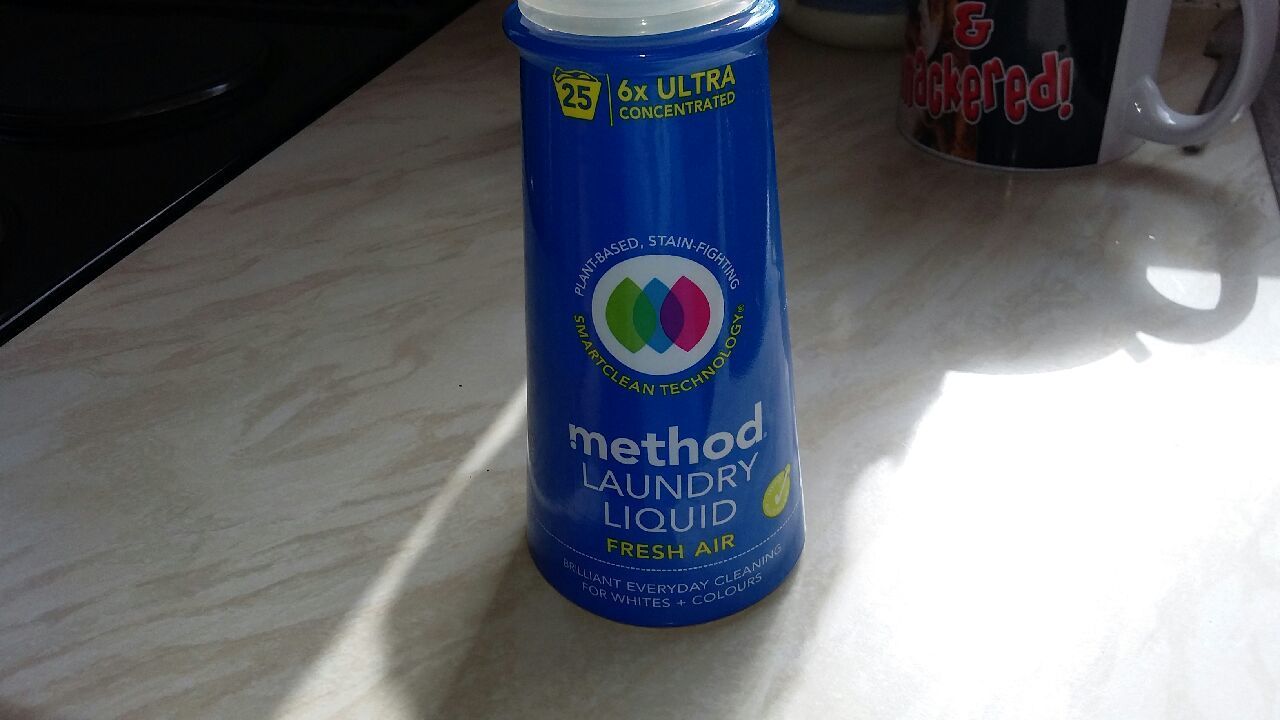 25
6x ULTRA
CONCENTRATED
PLANT-BASED, STAIN-FIGHTING
SMARTCLEAN TECHNOLOGY®
method
LAUNDRY
LIQUID
FRESH AIR
BRILLIANT EVERYDAY CLEANING
FOR WHITES + COLOURS
&
nackered!